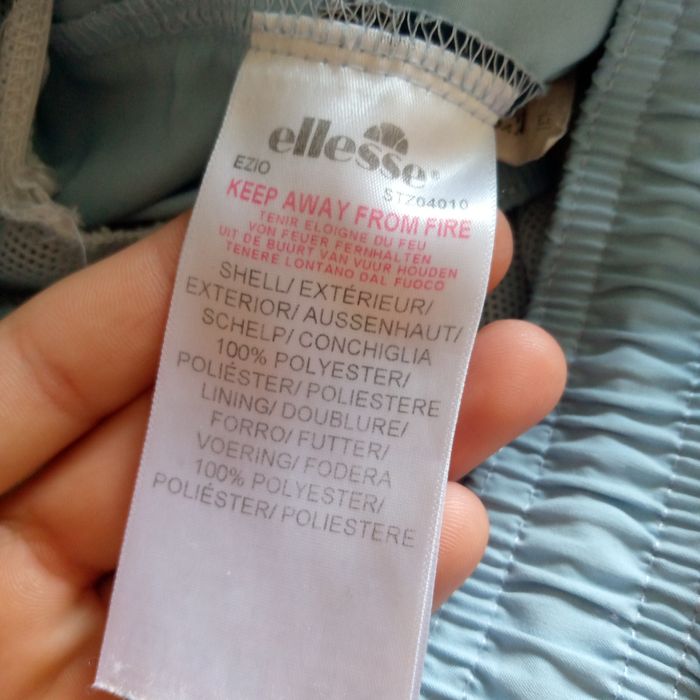 ellesse
EZIO STZ04010
KEEP AWAY FROM FIRE
TENIR ELOIGNE DU FEU
VON FEUER FERNHALTEN
UIT DE BUURT VAN VUUR HOUDEN
TENERE LONTANO DAL FUOCO
SHELL/ EXTÉRIEUR/
EXTERIOR/ AUSSENHAUT/
SCHELP/ CONCHIGLIA
100% POLYESTER/
POLIÉSTER/ POLIESTERE
LINING/ DOUBLURE/
FORRO/ FUTTER/
VOERING/ FODERA
100% POLYESTER/
POLIÉSTER/ POLIESTERE